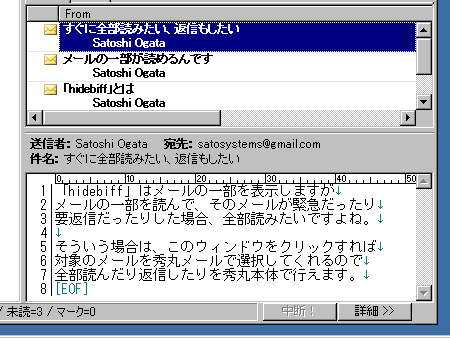 From
すぐに全部読みたい、返信もしたい
Satoshi Ogata
メールの一部が読めるんです
Satoshi Ogata
「hidebiff」とは
Satoshi Ogata
送信者: Satoshi Ogata 宛先: satosystems@gmail.com
件名: すぐに全部読みたい、返信もしたい
0 10 20 30 40 50
1 「hidebiff」はメールの一部を表示しますが↓
2 メールの一部を読んで、そのメールが緊急だったり↓
3 要返信だったりした場合、全部読みたいですよね。↓
4 ↓
5 そういう場合は、このウィンドウをクリックすれば↓
6 対象のメールを秀丸メールで選択してくれるので↓
7 全部読んだり返信したりを秀丸本体で行えます。↓
8 [EOF]
/ 未読=3 / マーク=0 中断! 詳細 >>